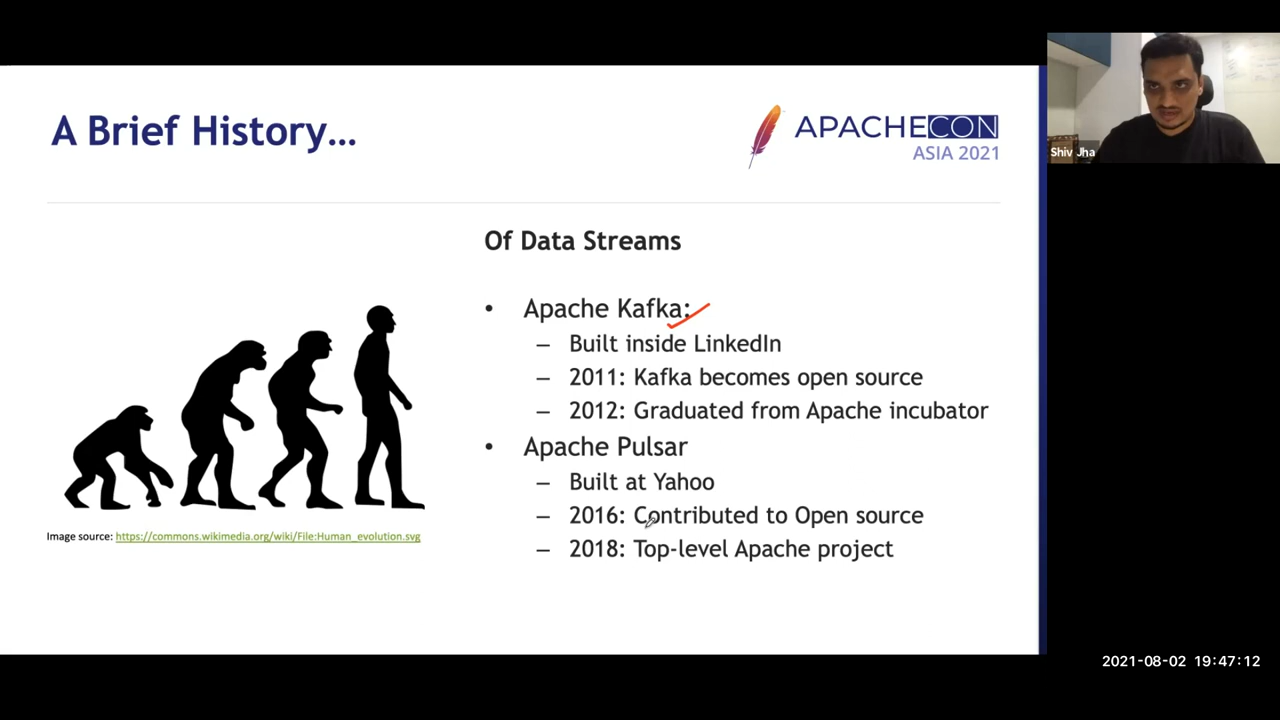 A Brief History...
APACHECON
ASIA 2021
Shiv Jha
Of Data Streams
• Apache Kafka:
– Built inside LinkedIn
– 2011: Kafka becomes open source
– 2012: Graduated from Apache incubator
• Apache Pulsar
– Built at Yahoo
– 2016: Contributed to Open source
– 2018: Top-level Apache project
Image source: https://commons.wikimedia.org/wiki/File:Human_evolution.svg
2021-08-02 19:47:12